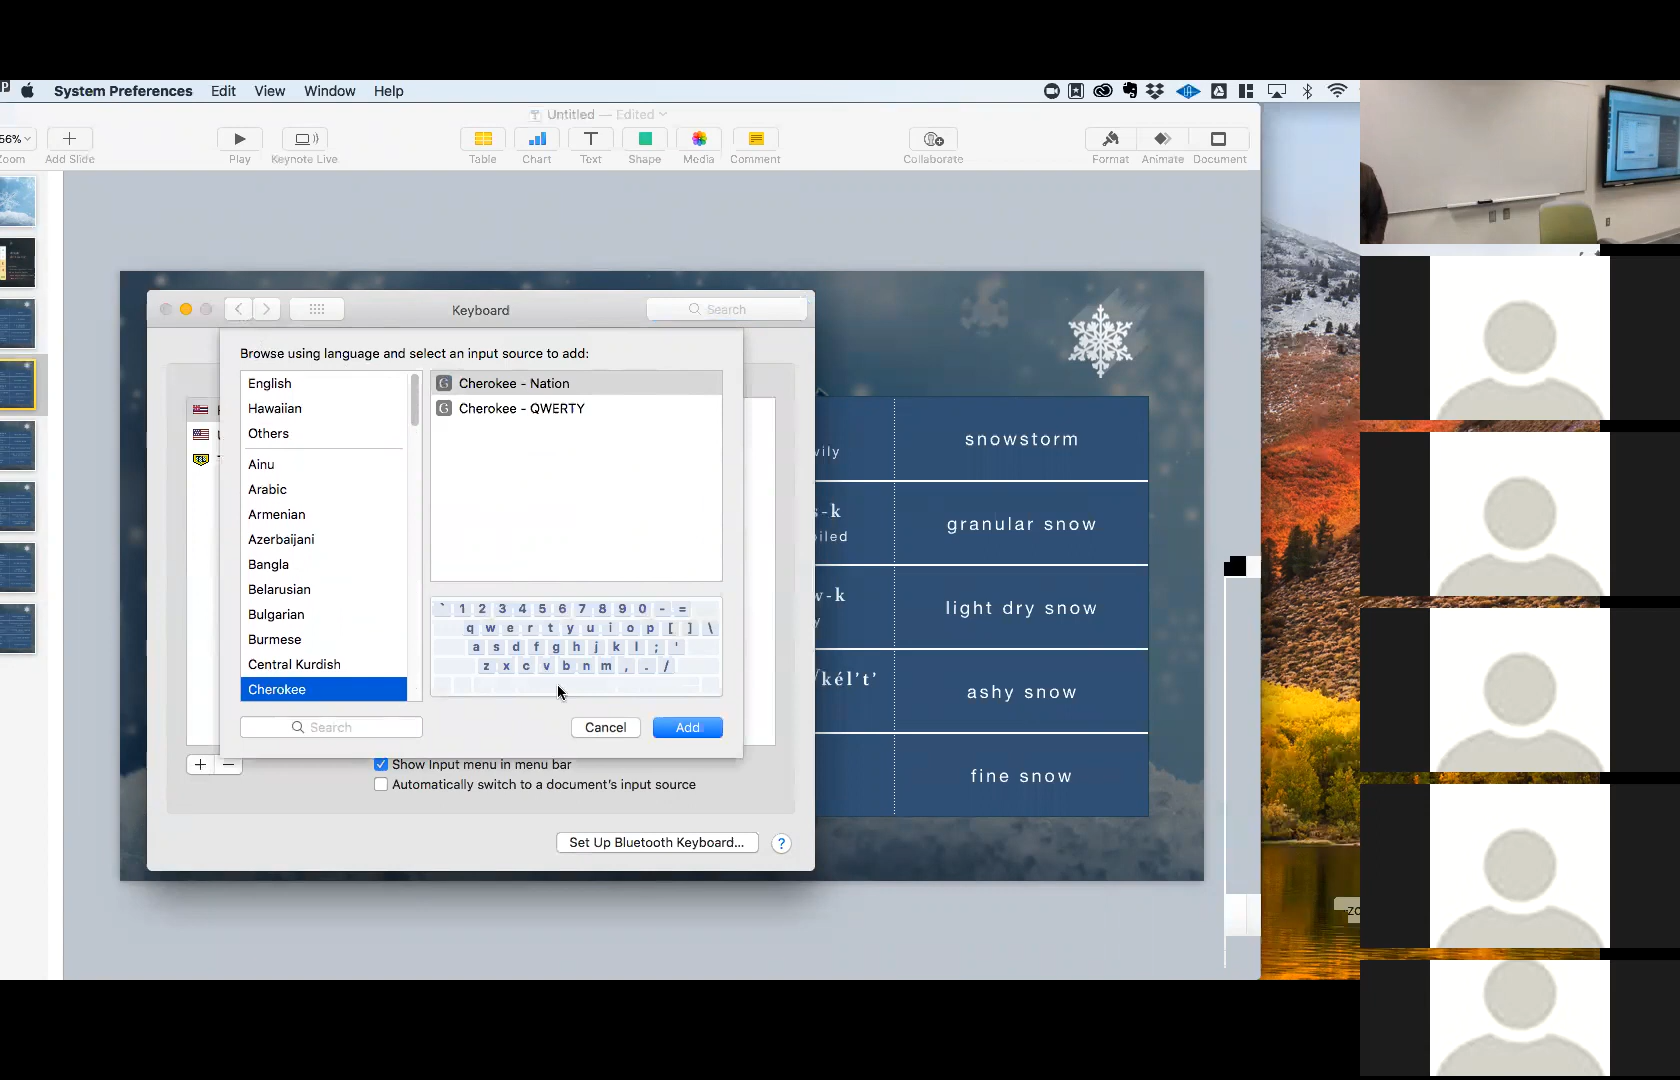 System Preferences Edit View Window Help
Untitled — Edited
56%
Zoom Add Slide Play Keynote Live Table Chart Text Shape Media Comment Collaborate Format Animate Document
Keyboard
Search
Browse using language and select an input source to add:
English
Hawaiian
Others
Ainu
Arabic
Armenian
Azerbaijani
Bangla
Belarusian
Bulgarian
Burmese
Central Kurdish
Cherokee
Cherokee - Nation
Cherokee - QWERTY
` 1 2 3 4 5 6 7 8 9 0 - =
q w e r t y u i o p [ ] \
a s d f g h j k l ; '
z x c v b n m , . /
Search
Cancel
Add
+ −
Show Input menu in menu bar
Automatically switch to a document's input source
Set Up Bluetooth Keyboard...
?
snowstorm
granular snow
light dry snow
ashy snow
fine snow